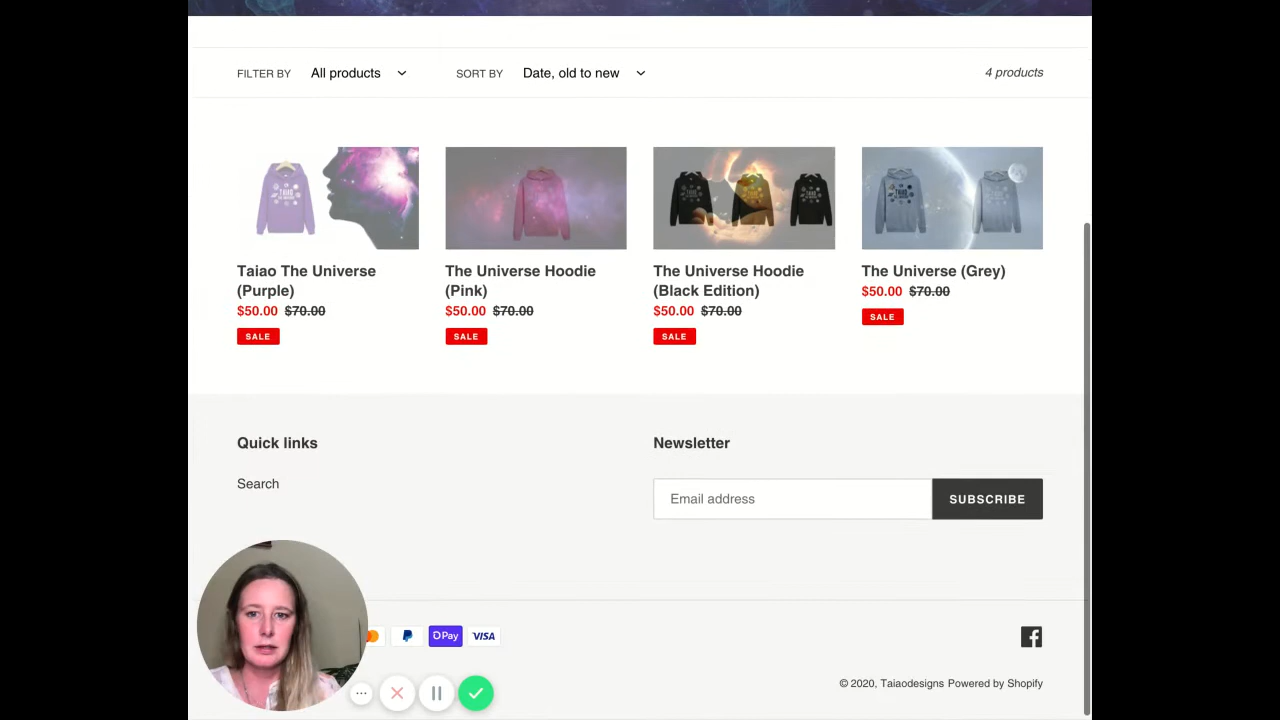 FILTER BY All products SORT BY Date, old to new 4 products
TAIAO
TAIAO
TAIAO
Taiao The Universe
(Purple)
$50.00 $70.00
SALE
The Universe Hoodie
(Pink)
$50.00 $70.00
SALE
The Universe Hoodie
(Black Edition)
$50.00 $70.00
SALE
The Universe (Grey)
$50.00 $70.00
SALE
Quick links
Search
Newsletter
Email address
SUBSCRIBE
Pay
VISA
© 2020, Taiaodesigns Powered by Shopify